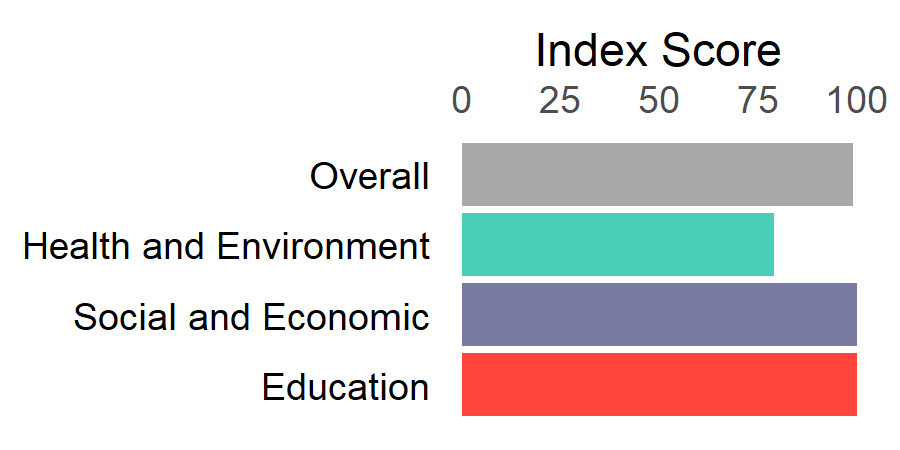 Index Score
0 25 50 75 100
Overall
Health and Environment
Social and Economic
Education